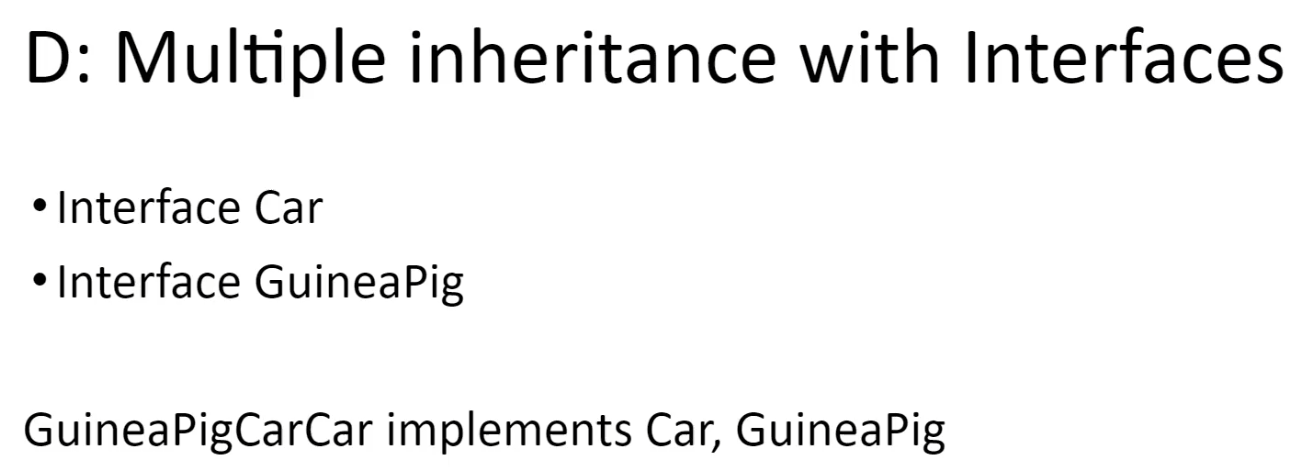 D: Multiple inheritance with Interfaces
• Interface Car
• Interface GuineaPig
GuineaPigCarCar implements Car, GuineaPig